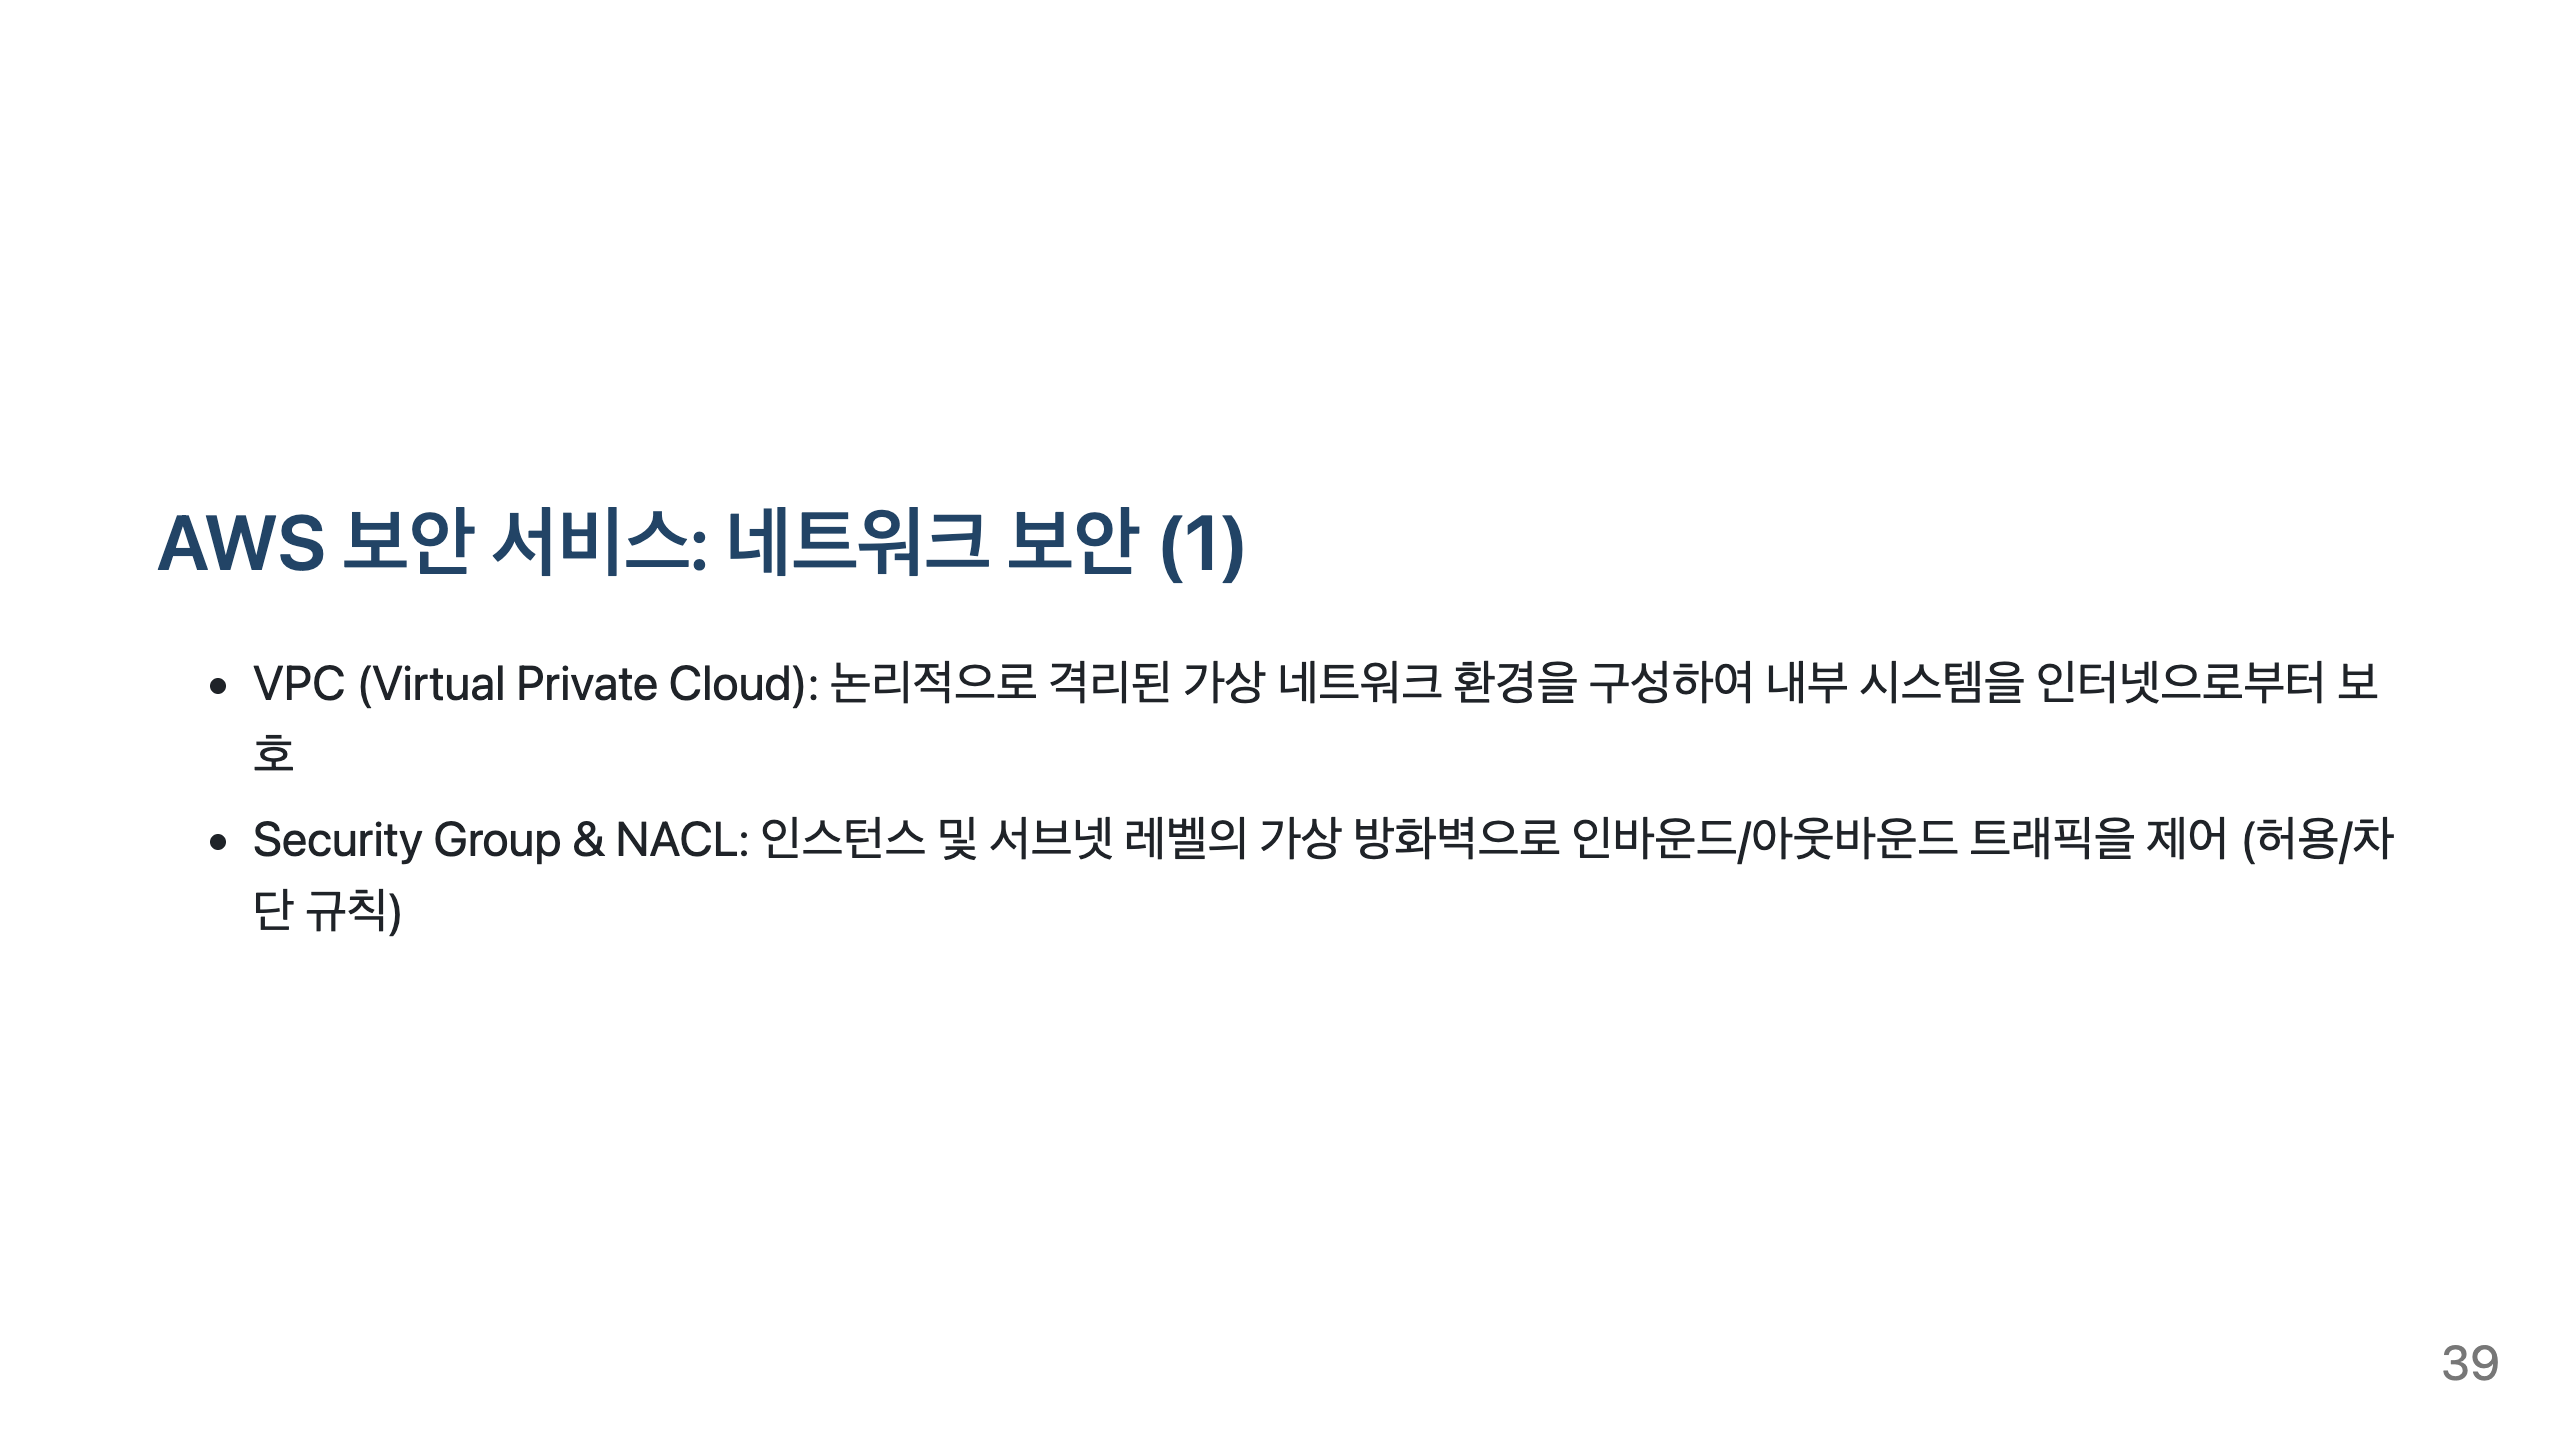 AWS 보안 서비스: 네트워크 보안 (1)
• VPC (Virtual Private Cloud): 논리적으로 격리된 가상 네트워크 환경을 구성하여 내부 시스템을 인터넷으로부터 보
호
• Security Group & NACL: 인스턴스 및 서브넷 레벨의 가상 방화벽으로 인바운드/아웃바운드 트래픽을 제어 (허용/차
단 규칙)
39